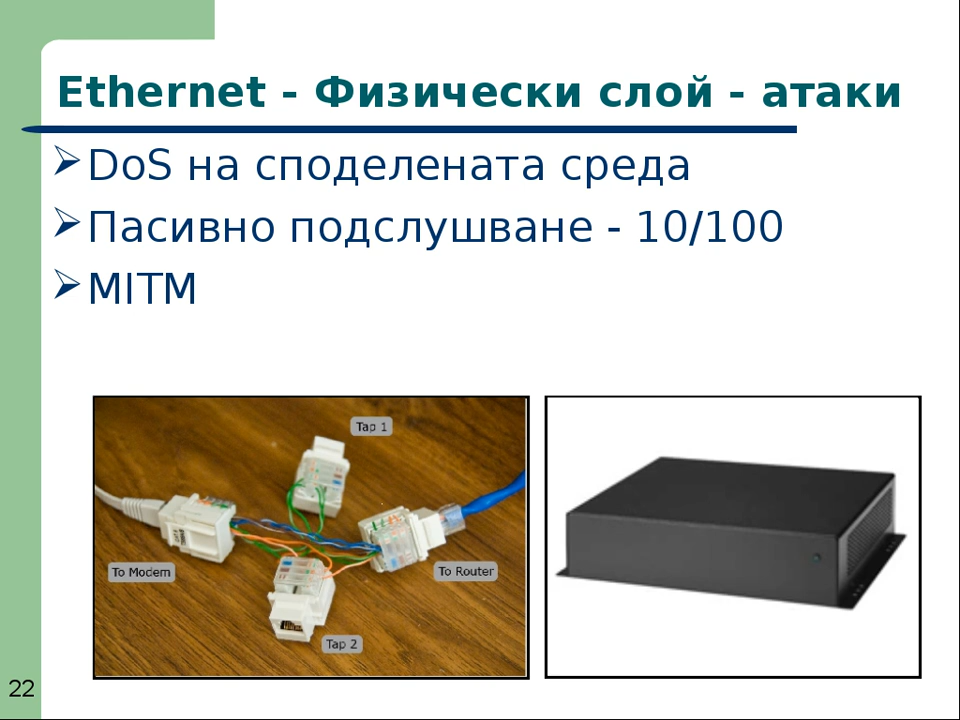 Ethernet - Физически слой - атаки
DoS на споделената среда
Пасивно подслушване - 10/100
MITM
Tap 1
To Modem
To Router
Tap 2
22